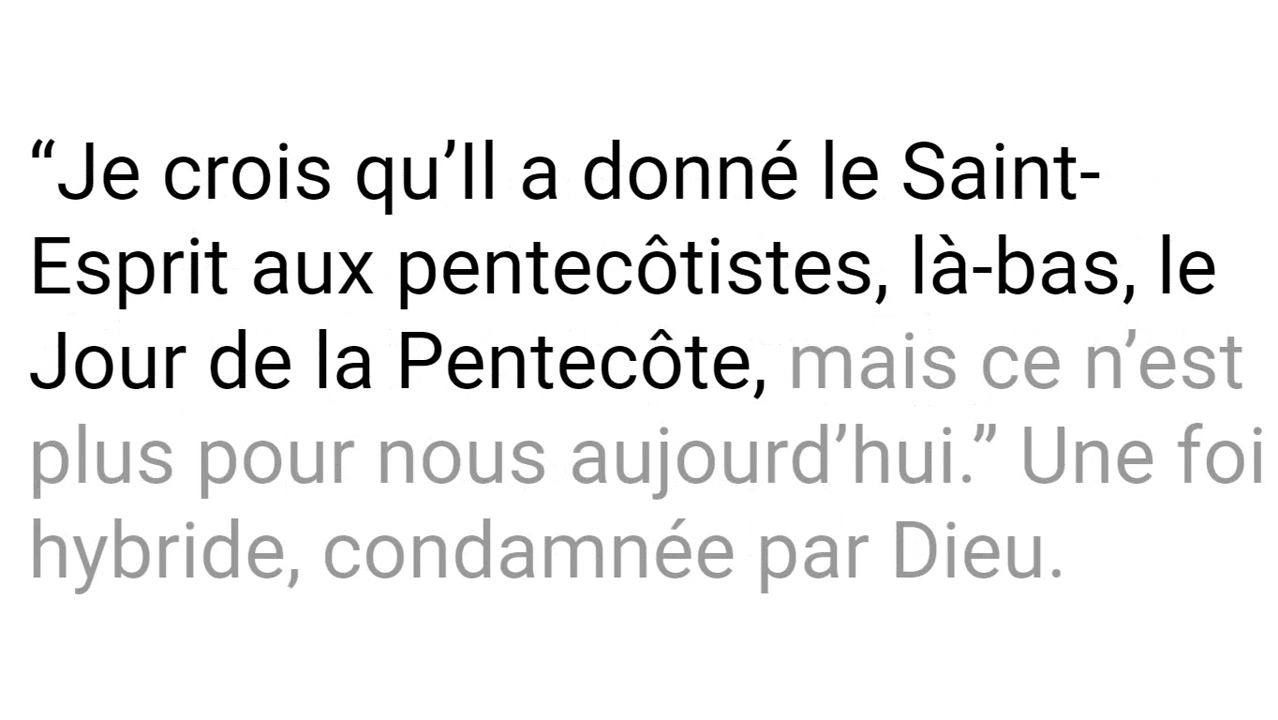 “Je crois qu’Il a donné le Saint-
Esprit aux pentecôtistes, là-bas, le
Jour de la Pentecôte, mais ce n’est
plus pour nous aujourd’hui.” Une foi
hybride, condamnée par Dieu.